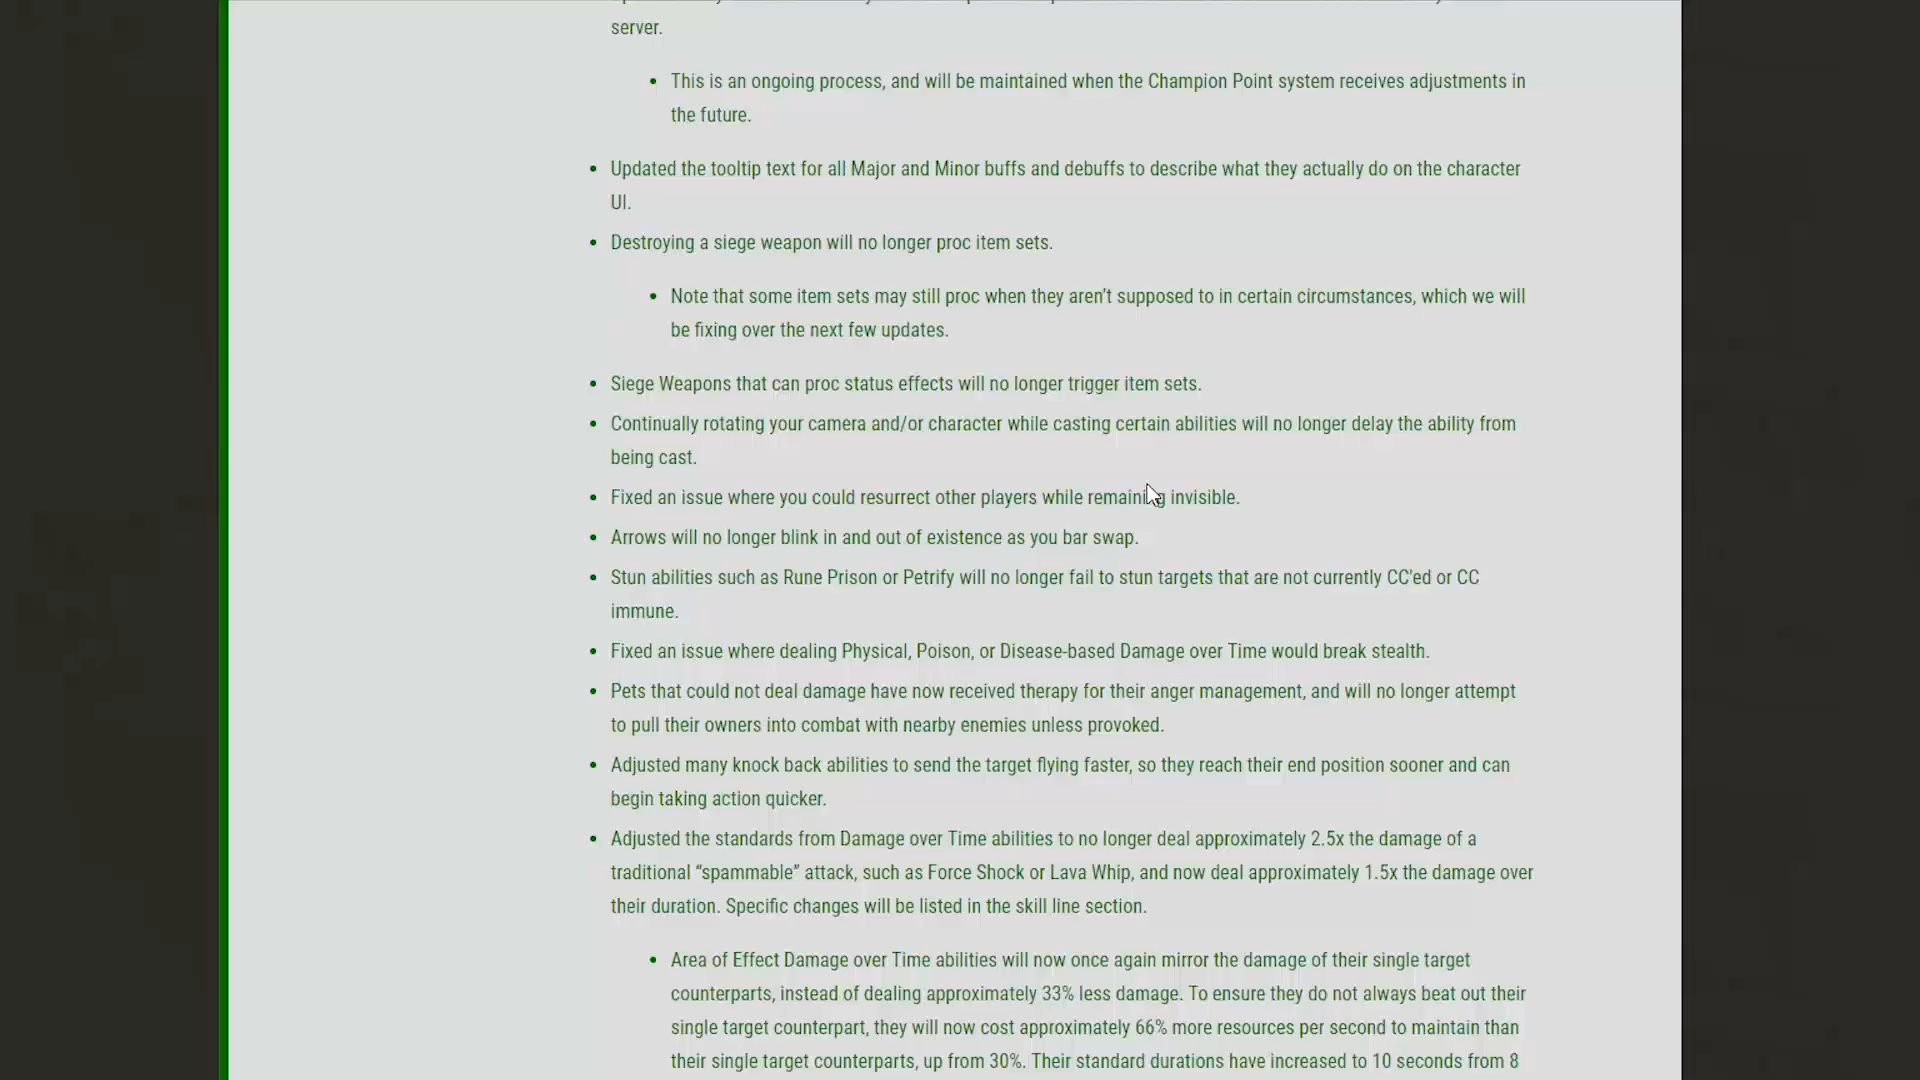 server.
This is an ongoing process, and will be maintained when the Champion Point system receives adjustments in
the future.
Updated the tooltip text for all Major and Minor buffs and debuffs to describe what they actually do on the character
UI.
Destroying a siege weapon will no longer proc item sets.
Note that some item sets may still proc when they aren't supposed to in certain circumstances, which we will
be fixing over the next few updates.
Siege Weapons that can proc status effects will no longer trigger item sets.
Continually rotating your camera and/or character while casting certain abilities will no longer delay the ability from
being cast.
Fixed an issue where you could resurrect other players while remaining invisible.
Arrows will no longer blink in and out of existence as you bar swap.
Stun abilities such as Rune Prison or Petrify will no longer fail to stun targets that are not currently CC'ed or CC
immune.
Fixed an issue where dealing Physical, Poison, or Disease-based Damage over Time would break stealth.
Pets that could not deal damage have now received therapy for their anger management, and will no longer attempt
to pull their owners into combat with nearby enemies unless provoked.
Adjusted many knock back abilities to send the target flying faster, so they reach their end position sooner and can
begin taking action quicker.
Adjusted the standards from Damage over Time abilities to no longer deal approximately 2.5x the damage of a
traditional “spammable” attack, such as Force Shock or Lava Whip, and now deal approximately 1.5x the damage over
their duration. Specific changes will be listed in the skill line section.
Area of Effect Damage over Time abilities will now once again mirror the damage of their single target
counterparts, instead of dealing approximately 33% less damage. To ensure they do not always beat out their
single target counterpart, they will now cost approximately 66% more resources per second to maintain than
their single target counterparts, up from 30%. Their standard durations have increased to 10 seconds from 8